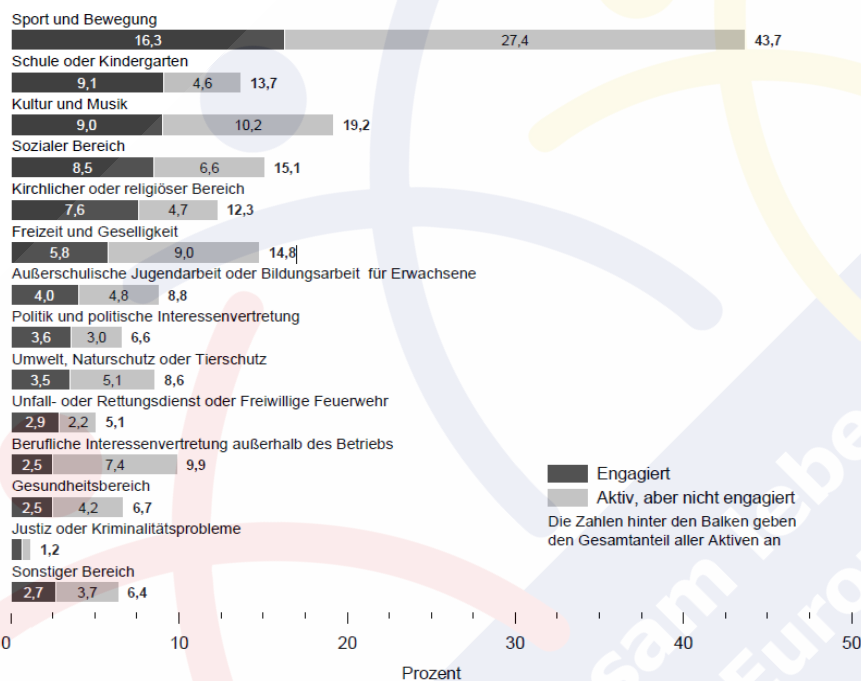 Sport und Bewegung
16,3 27,4 43,7
Schule oder Kindergarten
9,1 4,6 13,7
Kultur und Musik
9,0 10,2 19,2
Sozialer Bereich
8,5 6,6 15,1
Kirchlicher oder religiöser Bereich
7,6 4,7 12,3
Freizeit und Geselligkeit
5,8 9,0 14,8
Außerschulische Jugendarbeit oder Bildungsarbeit für Erwachsene
4,0 4,8 8,8
Politik und politische Interessenvertretung
3,6 3,0 6,6
Umwelt, Naturschutz oder Tierschutz
3,5 5,1 8,6
Unfall- oder Rettungsdienst oder Freiwillige Feuerwehr
2,9 2,2 5,1
Berufliche Interessenvertretung außerhalb des Betriebs
2,5 7,4 9,9
Gesundheitsbereich
2,5 4,2 6,7
Justiz oder Kriminalitätsprobleme
1,2
Sonstiger Bereich
2,7 3,7 6,4
Engagiert
Aktiv, aber nicht engagiert
Die Zahlen hinter den Balken geben
den Gesamtanteil aller Aktiven an
0 10 20 30 40 50
Prozent
sam lebe
Euro